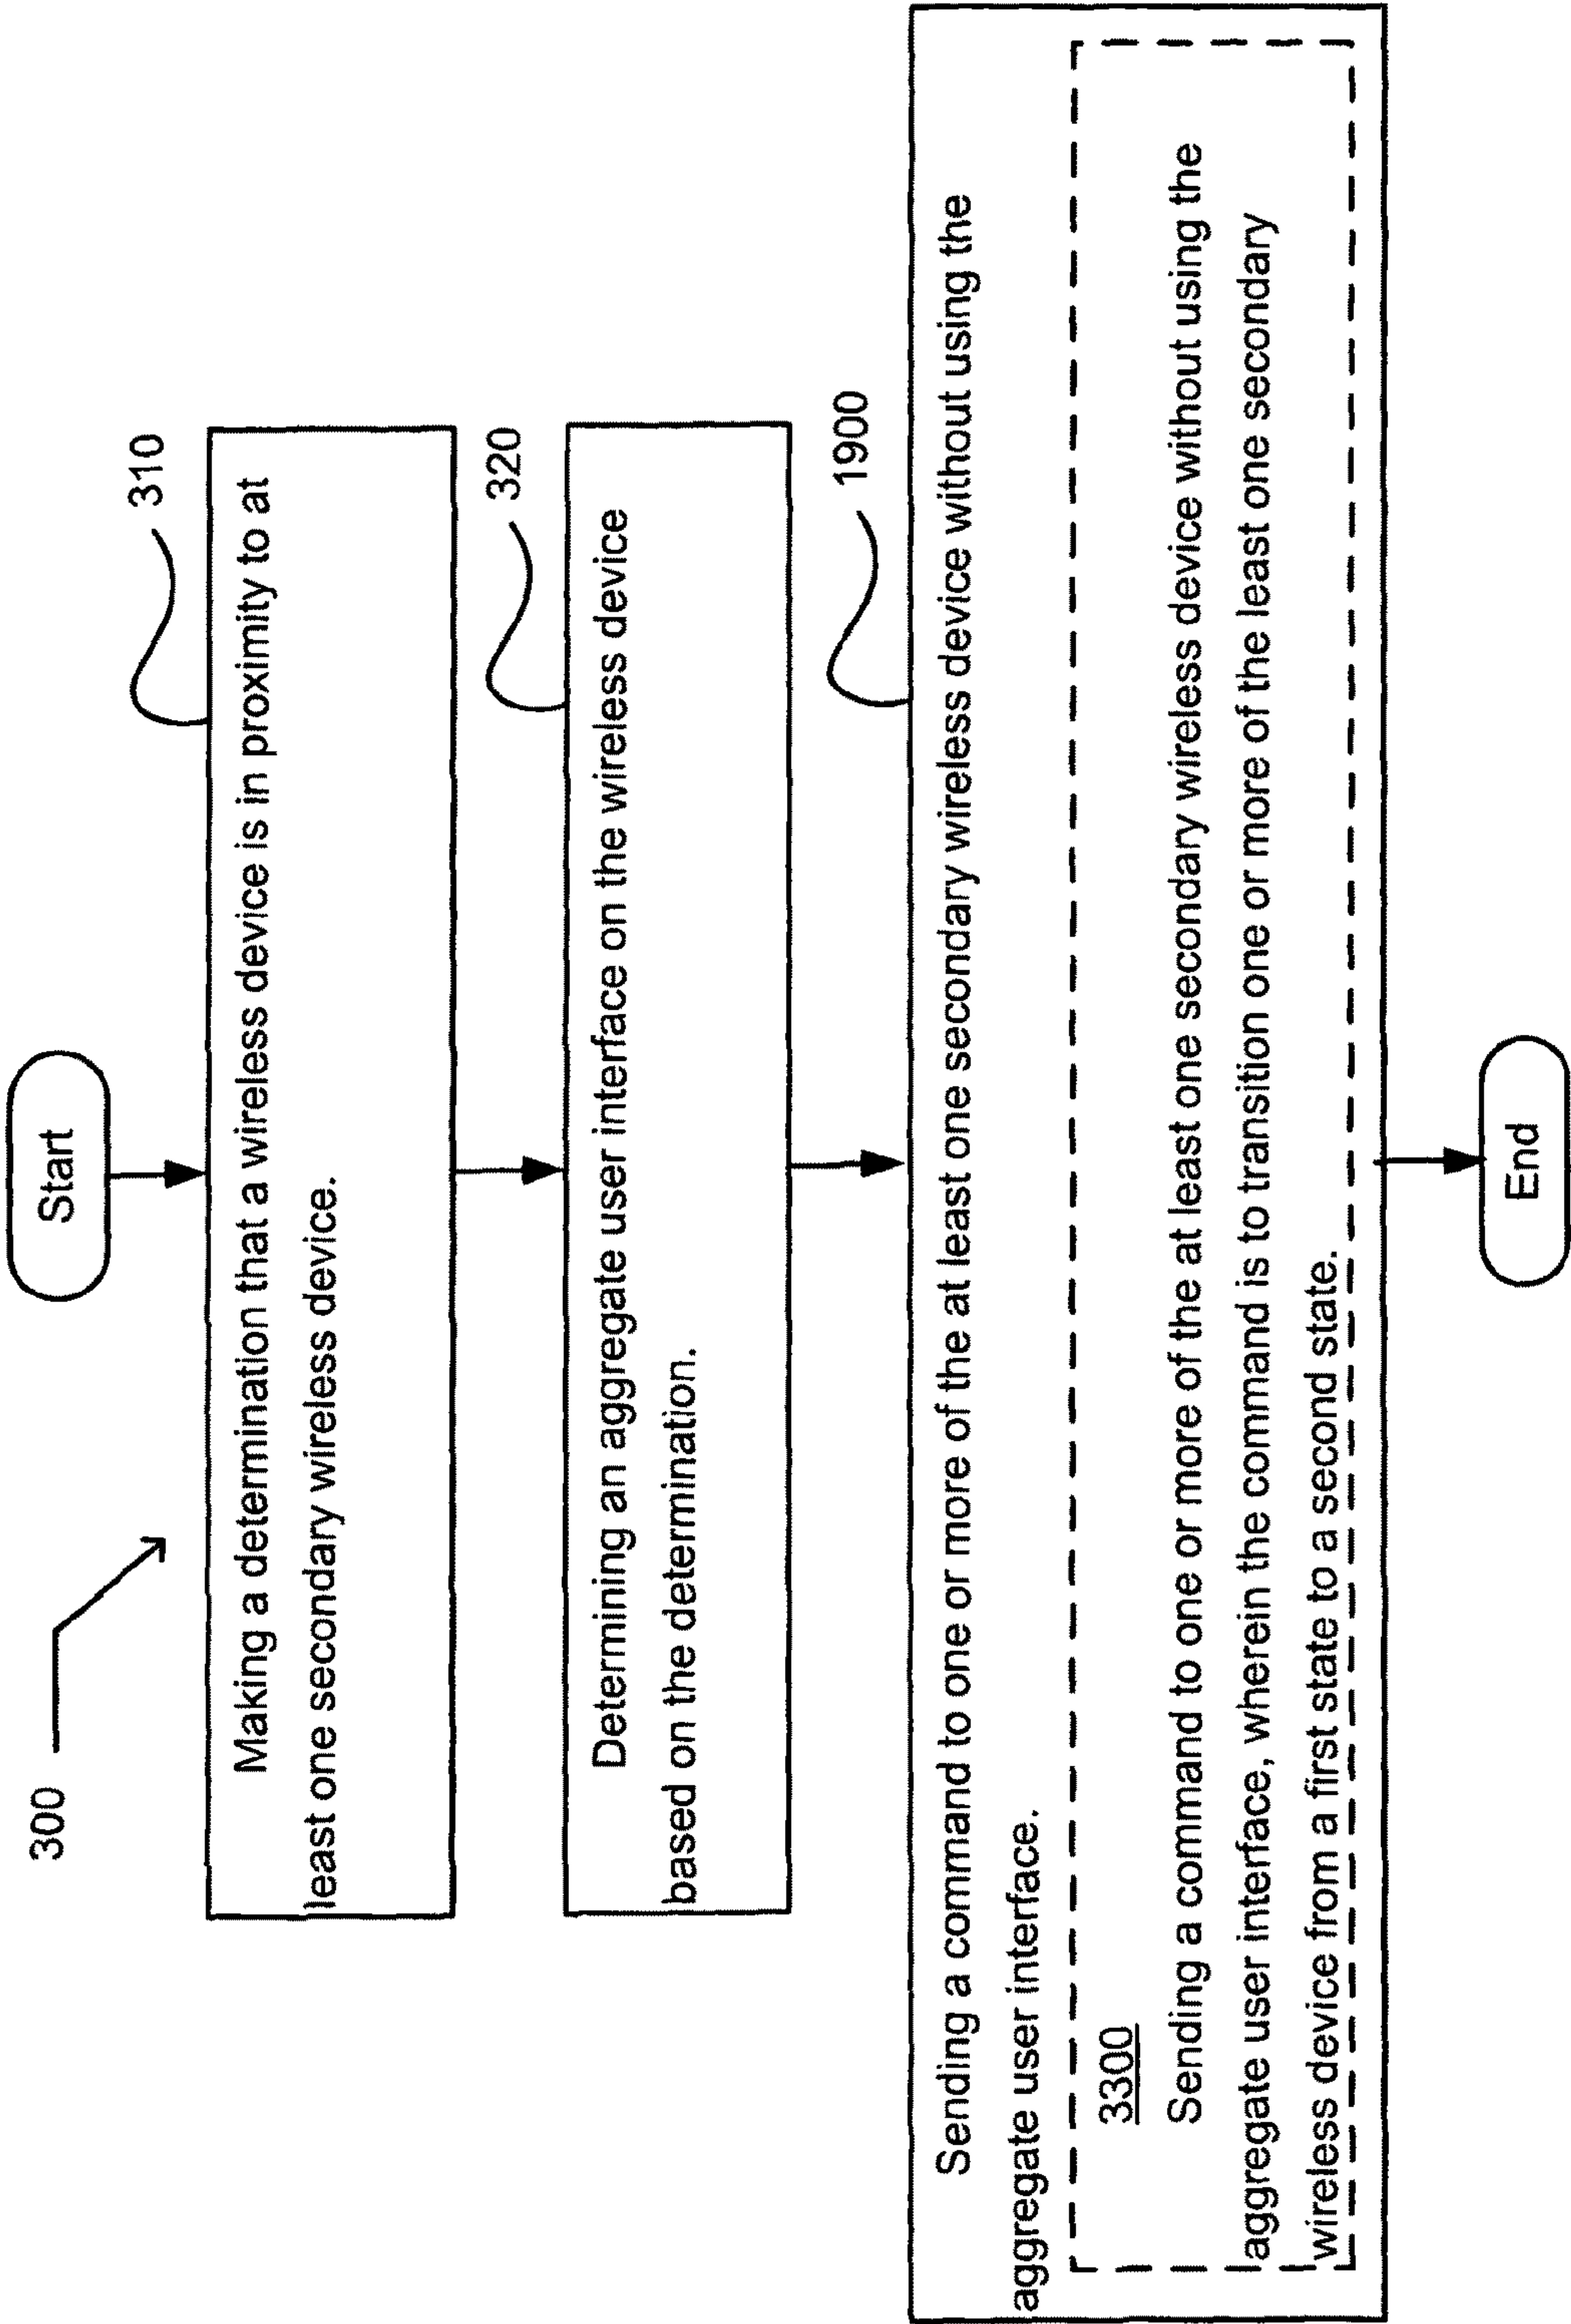 300
Start
310
Making a determination that a wireless device is in proximity to at
least one secondary wireless device.
320
Determining an aggregate user interface on the wireless device
based on the determination.
1900
Sending a command to one or more of the at least one secondary wireless device without using the
aggregate user interface.
3300
Sending a command to one or more of the at least one secondary wireless device without using the
aggregate user interface, wherein the command is to transition one or more of the least one secondary
wireless device from a first state to a second state.
End